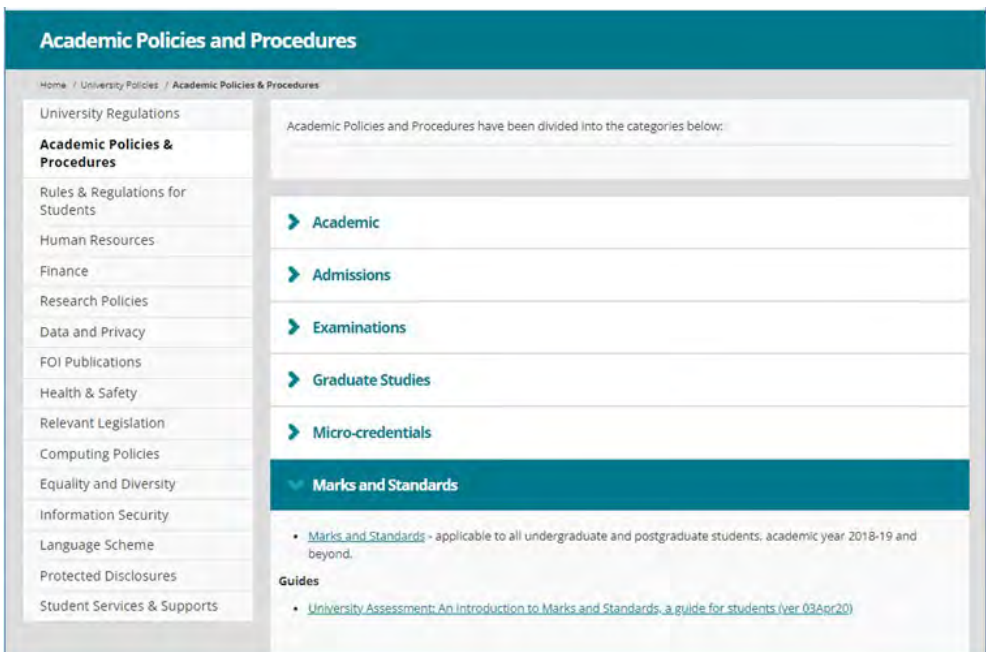 Academic Policies and Procedures
Home / University Policies / Academic Policies & Procedures
University Regulations
Academic Policies &
Procedures
Rules & Regulations for
Students
Human Resources
Finance
Research Policies
Data and Privacy
FOI Publications
Health & Safety
Relevant Legislation
Computing Policies
Equality and Diversity
Information Security
Language Scheme
Protected Disclosures
Student Services & Supports
Academic Policies and Procedures have been divided into the categories below:
Academic
Admissions
Examinations
Graduate Studies
Micro-credentials
Marks and Standards
• Marks and Standards - applicable to all undergraduate and postgraduate students, academic year 2018-19 and
beyond.
Guides
• University Assessment: An introduction to Marks and Standards, a guide for students (ver 03Apr20)